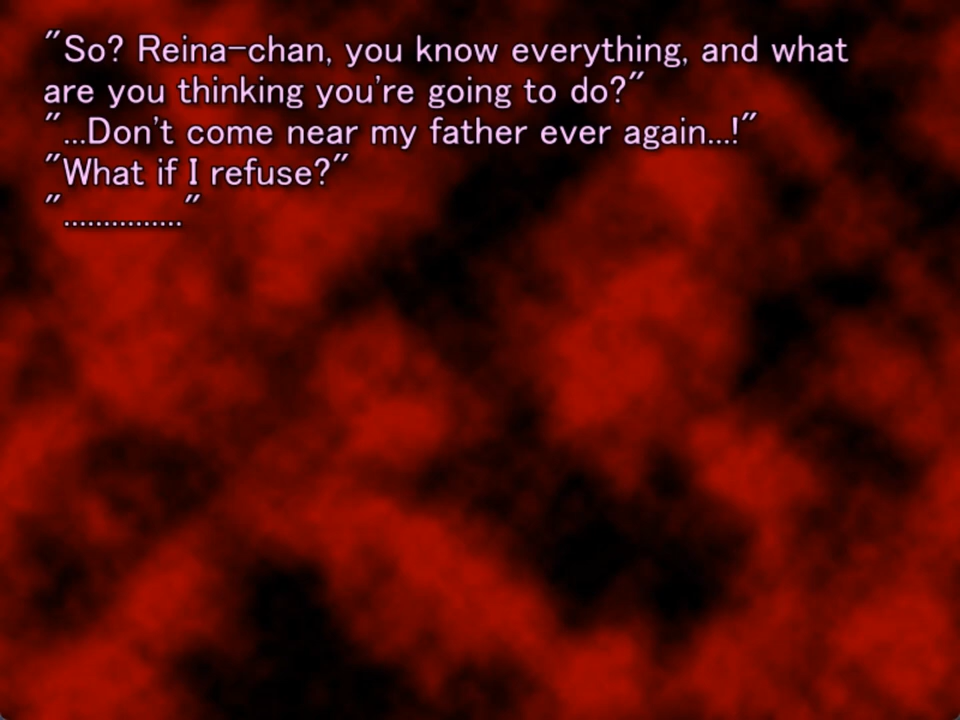 "So? Reina-chan, you know everything, and what
are you thinking you're going to do?"
"...Don't come near my father ever again...!"
"What if I refuse?"
"..............."